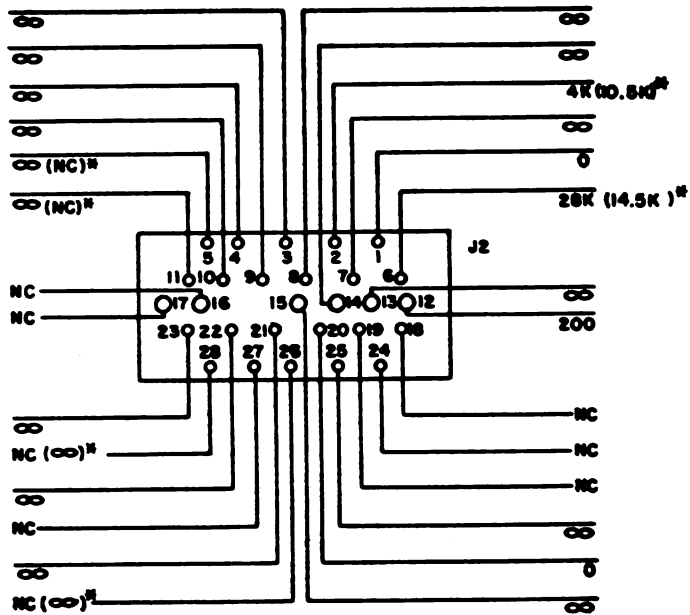 ∞ ∞
∞ ∞
∞ 4K (10.5K)*
∞ ∞
∞ (NC)* 0
∞ (NC)* 28K (14.5K)*
5 4 3 2 1 J2
11 10 9 8 7 6
NC ∞
17 16 15 14 13 12
NC 200
23 22 21 20 19 18
28 27 26 25 24
∞ NC
NC (∞)* NC
∞ NC
NC ∞
∞ 0
NC (∞)* ∞